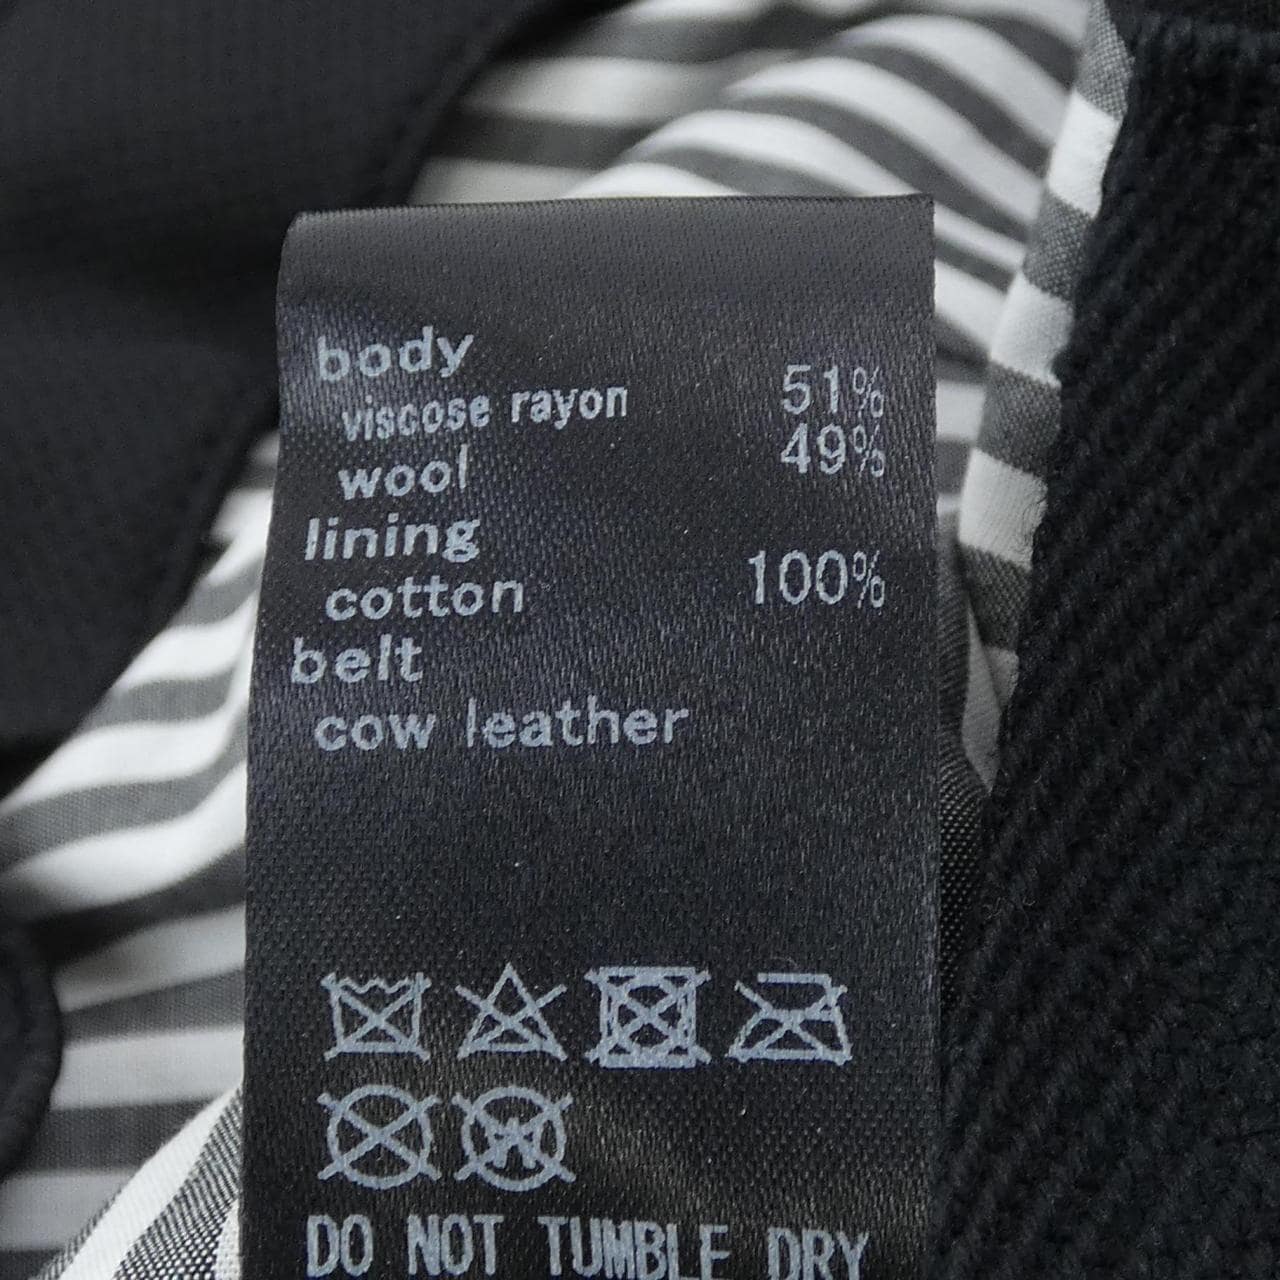 body
viscose rayon 51%
wool 49%
lining
cotton 100%
belt
cow leather
DO NOT TUMBLE DRY